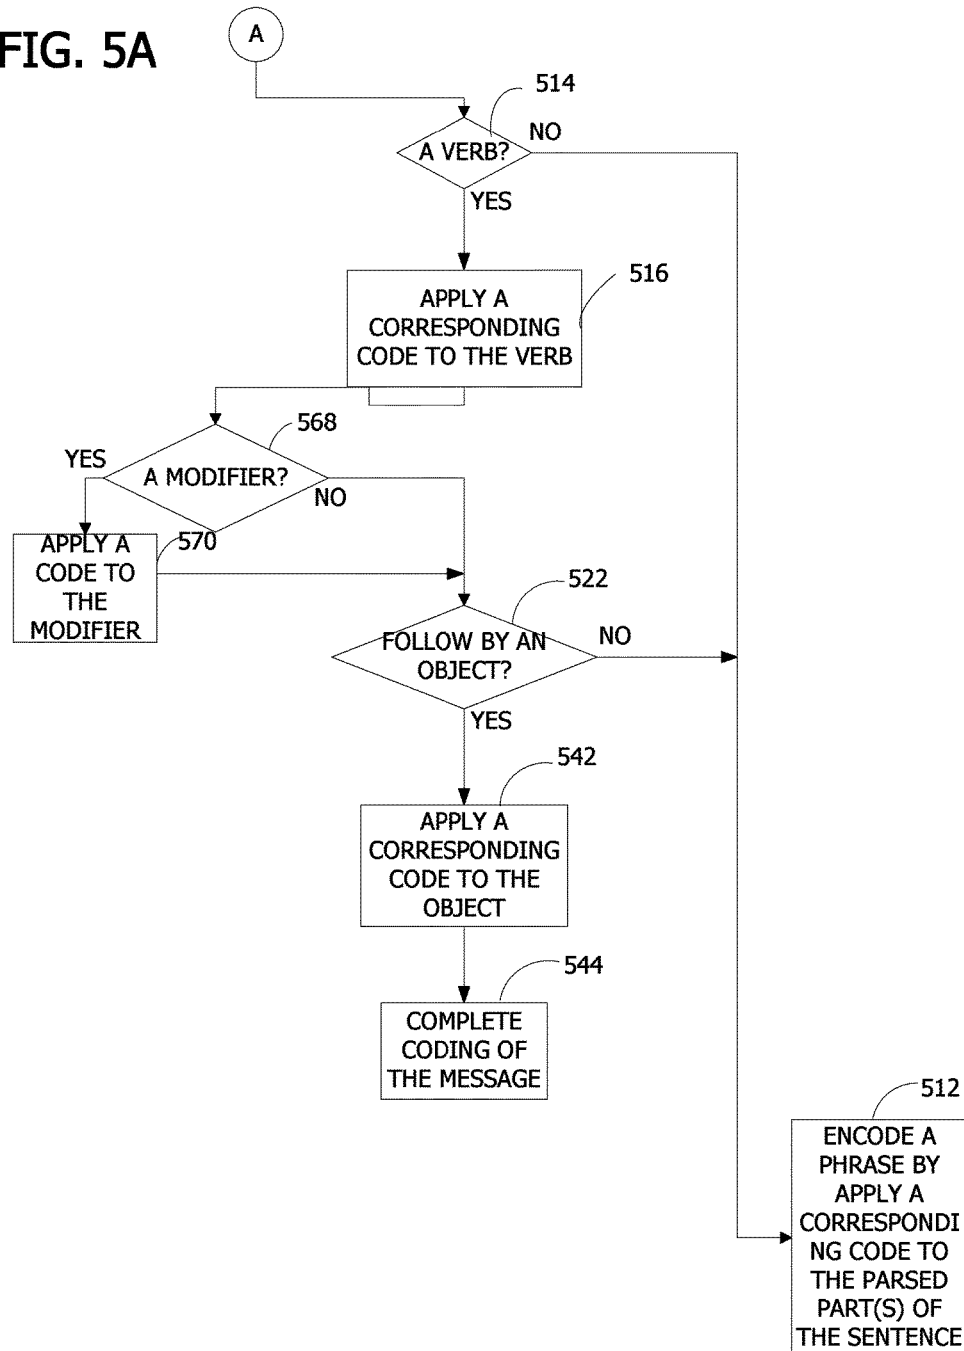 FIG. 5A
A
514
A VERB?
NO
YES
516
APPLY A
CORRESPONDING
CODE TO THE VERB
568
YES
A MODIFIER?
NO
570
APPLY A
CODE TO
THE
MODIFIER
522
FOLLOW BY AN
OBJECT?
NO
YES
542
APPLY A
CORRESPONDING
CODE TO THE
OBJECT
544
COMPLETE
CODING OF
THE MESSAGE
512
ENCODE A
PHRASE BY
APPLY A
CORRESPONDI
NG CODE TO
THE PARSED
PART(S) OF
THE SENTENCE